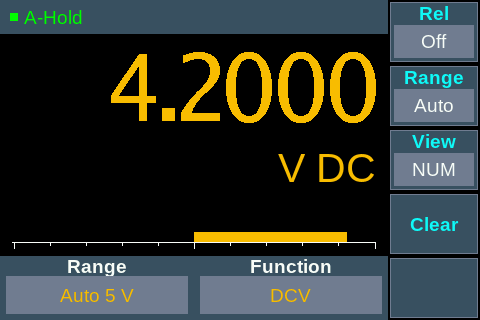 A-Hold
4.2000
V DC
Rel
Off
Range
Auto
View
NUM
Clear
Range
Auto 5 V
Function
DCV